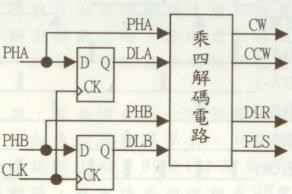 PHA
PHA
D Q
DLA
CK
PHB
PHB
D Q
DLB
CLK
CK
乘四解碼電路
CW
CCW
DIR
PLS